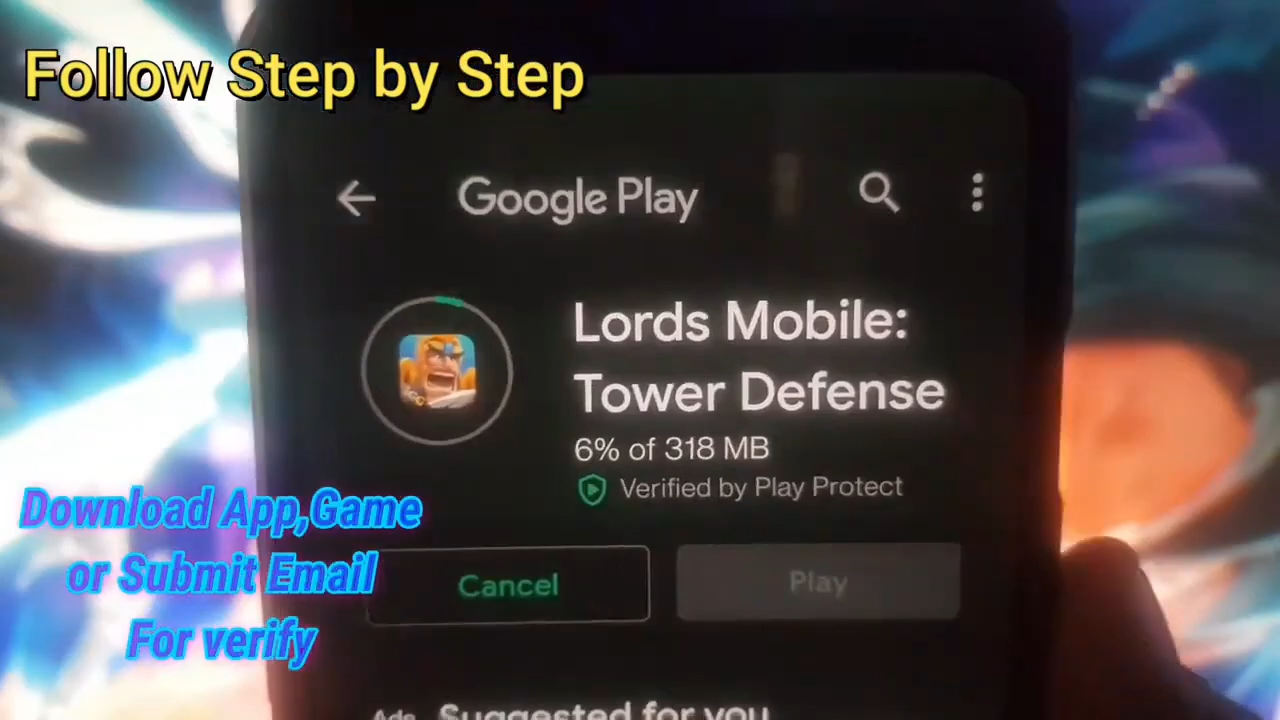 Follow Step by Step
Google Play
Lords Mobile:
Tower Defense
6% of 318 MB
Verified by Play Protect
Download App,Game
or Submit Email
For verify
Cancel
Play
Ads
Suggested for you